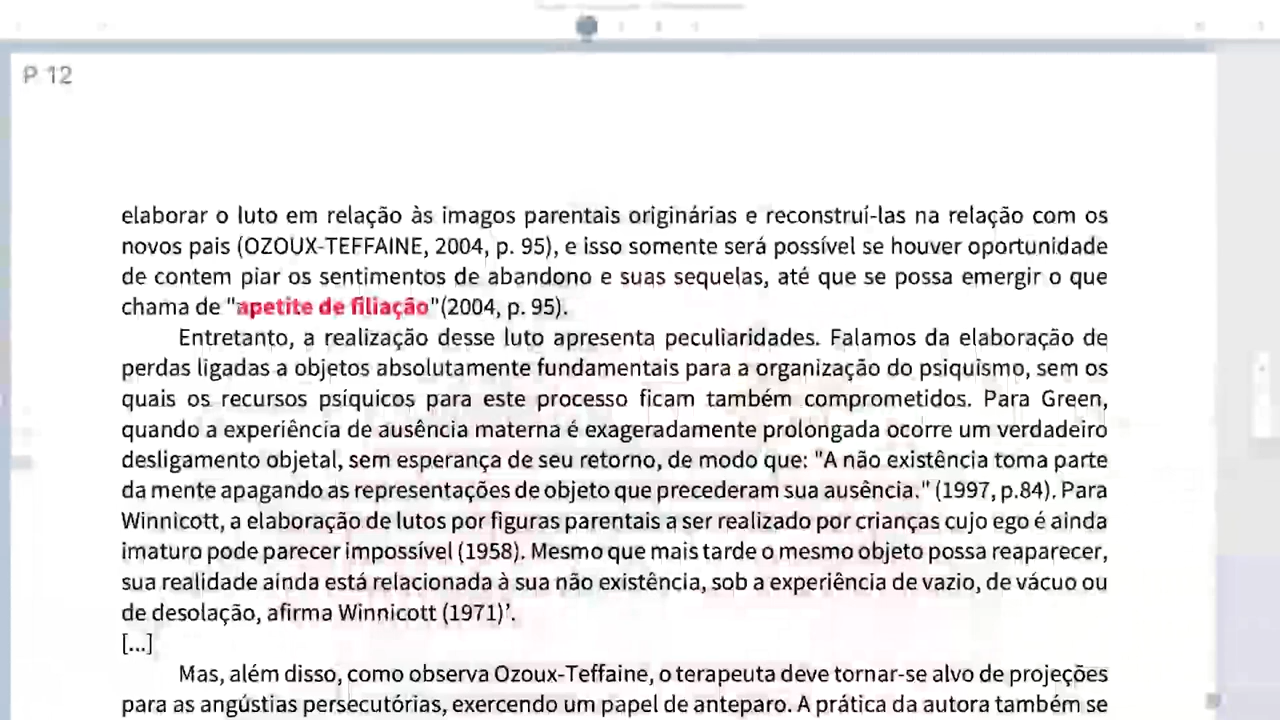 P 12
elaborar o luto em relação às imagos parentais originárias e reconstruí-las na relação com os
novos pais (OZOUX-TEFFAINE, 2004, p. 95), e isso somente será possível se houver oportunidade
de contem piar os sentimentos de abandono e suas sequelas, até que se possa emergir o que
chama de "apetite de filiação"(2004, p. 95).
Entretanto, a realização desse luto apresenta peculiaridades. Falamos da elaboração de
perdas ligadas a objetos absolutamente fundamentais para a organização do psiquismo, sem os
quais os recursos psíquicos para este processo ficam também comprometidos. Para Green,
quando a experiência de ausência materna é exageradamente prolongada ocorre um verdadeiro
desligamento objetal, sem esperança de seu retorno, de modo que: "A não existência toma parte
da mente apagando as representações de objeto que precederam sua ausência." (1997, p.84). Para
Winnicott, a elaboração de lutos por figuras parentais a ser realizado por crianças cujo ego é ainda
imaturo pode parecer impossível (1958). Mesmo que mais tarde o mesmo objeto possa reaparecer,
sua realidade ainda está relacionada à sua não existência, sob a experiência de vazio, de vácuo ou
de desolação, afirma Winnicott (1971)’.
[...]
Mas, além disso, como observa Ozoux-Teffaine, o terapeuta deve tornar-se alvo de projeções
para as angústias persecutórias, exercendo um papel de anteparo. A prática da autora também se